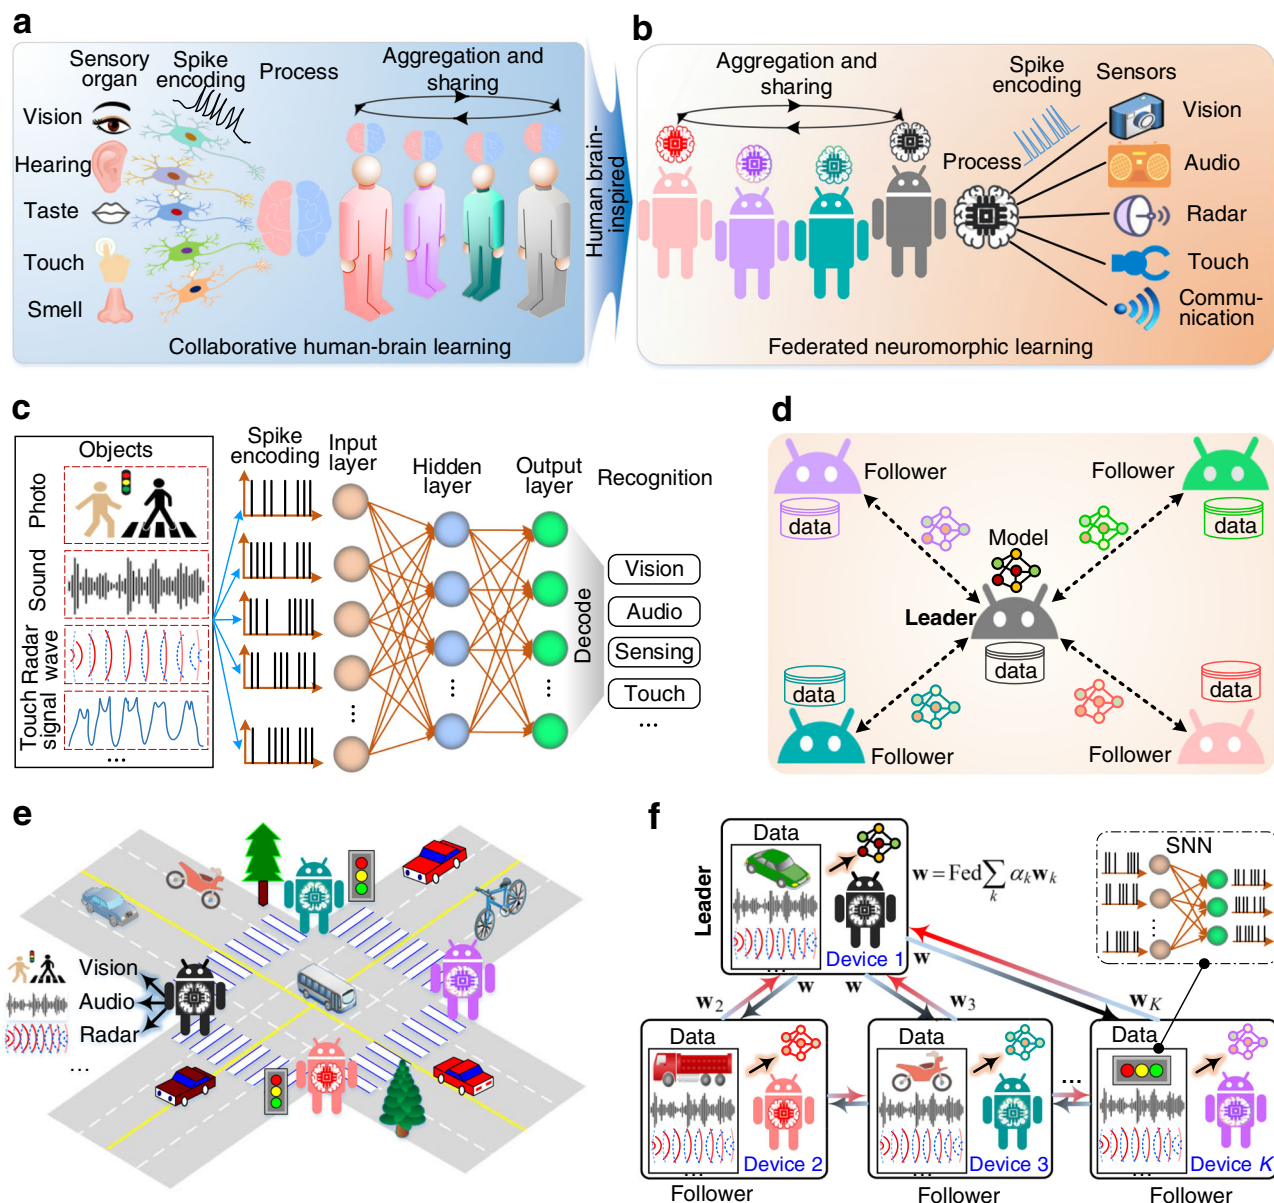 a
Sensory
organ
Spike
encoding
Process
Aggregation and
sharing
Vision
Hearing
Taste
Touch
Smell
Collaborative human-brain learning
Human brain-
inspired
b
Aggregation and
sharing
Spike
encoding
Sensors
Process
Vision
Audio
Radar
Touch
Commu-
nication
Federated neuromorphic learning
c
Objects
Photo
Sound
Radar
wave
Touch
signal
...
Spike
encoding
Input
layer
Hidden
layer
Output
layer
Recognition
Decode
Vision
Audio
Sensing
Touch
...
d
Follower
data
Follower
data
Model
Leader
data
data
Follower
data
Follower
e
Vision
Audio
Radar
...
f
Leader
Data
...
Device 1
w = Fed∑ₖ αₖwₖ
SNN
w₂
w
w
w₃
w
w_K
Data
...
Device 2
Follower
Data
...
Device 3
Follower
...
Data
...
Device K
Follower